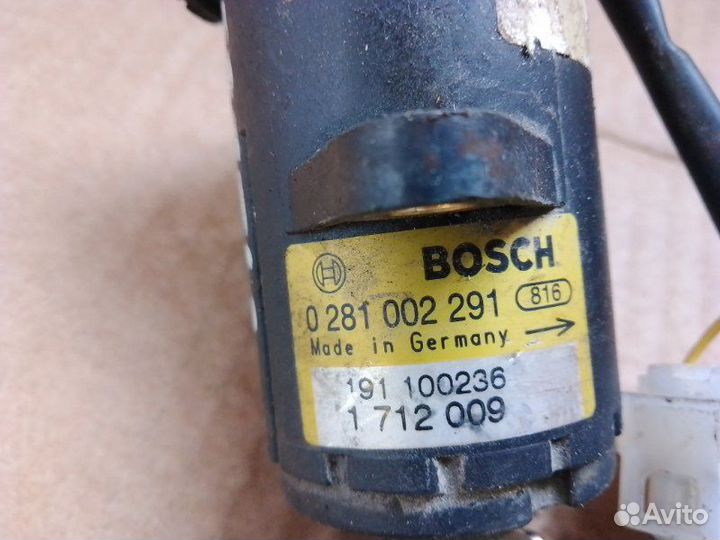 BOSCH
0 281 002 291 816
Made in Germany
191 100236
1 712 009
Avito